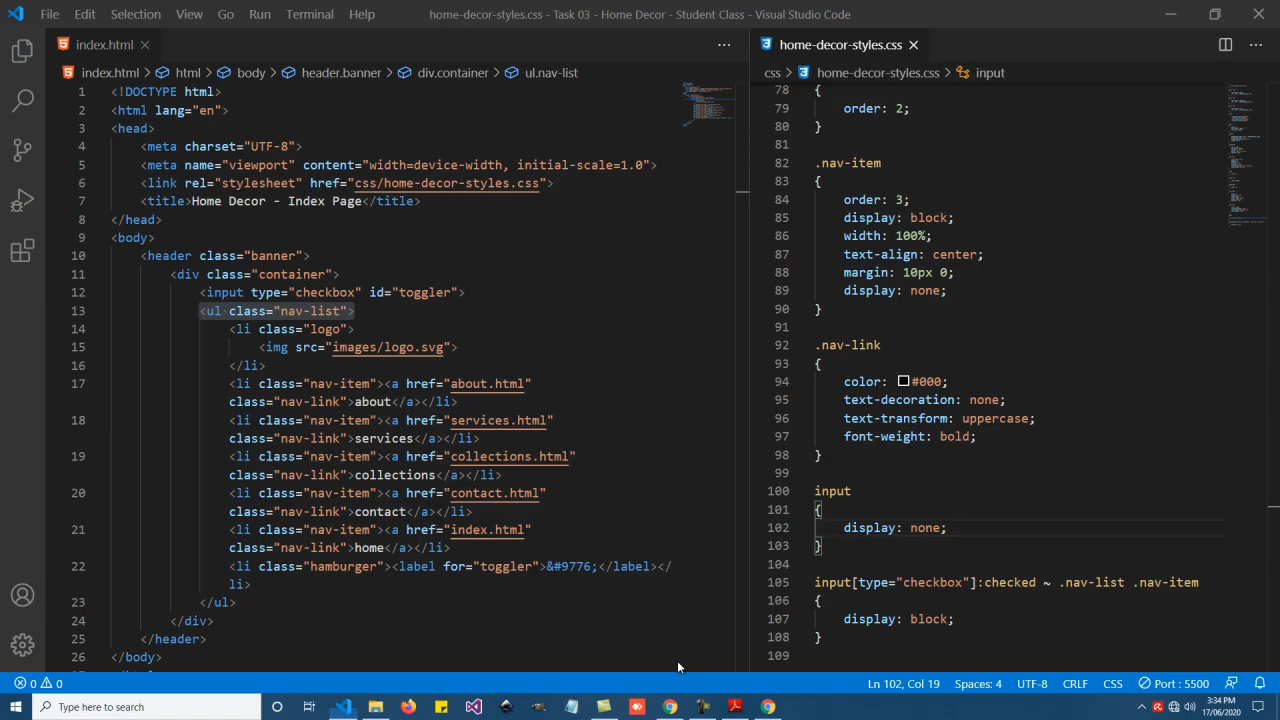 File Edit Selection View Go Run Terminal Help home-decor-styles.css - Task 03 - Home Decor - Student Class - Visual Studio Code
index.html
index.html > html > body > header.banner > div.container > ul.nav-list
1 <!DOCTYPE html>
2 <html lang="en">
3 <head>
4 <meta charset="UTF-8">
5 <meta name="viewport" content="width=device-width, initial-scale=1.0">
6 <link rel="stylesheet" href="css/home-decor-styles.css">
7 <title>Home Decor - Index Page</title>
8 </head>
9 <body>
10 <header class="banner">
11 <div class="container">
12 <input type="checkbox" id="toggler">
13 <ul class="nav-list">
14 <li class="logo">
15 <img src="images/logo.svg">
16 </li>
17 <li class="nav-item"><a href="about.html"
class="nav-link">about</a></li>
18 <li class="nav-item"><a href="services.html"
class="nav-link">services</a></li>
19 <li class="nav-item"><a href="collections.html"
class="nav-link">collections</a></li>
20 <li class="nav-item"><a href="contact.html"
class="nav-link">contact</a></li>
21 <li class="nav-item"><a href="index.html"
class="nav-link">home</a></li>
22 <li class="hamburger"><label for="toggler">&#9776;</label></
li>
23 </ul>
24 </div>
25 </header>
26 </body>
home-decor-styles.css
css > home-decor-styles.css > input
78 {
79 order: 2;
80 }
81
82 .nav-item
83 {
84 order: 3;
85 display: block;
86 width: 100%;
87 text-align: center;
88 margin: 10px 0;
89 display: none;
90 }
91
92 .nav-link
93 {
94 color: #000;
95 text-decoration: none;
96 text-transform: uppercase;
97 font-weight: bold;
98 }
99
100 input
101 {
102 display: none;
103 }
104
105 input[type="checkbox"]:checked ~ .nav-list .nav-item
106 {
107 display: block;
108 }
109
0 0 Ln 102, Col 19 Spaces: 4 UTF-8 CRLF CSS Port : 5500
Type here to search
3:34 PM
17/06/2020